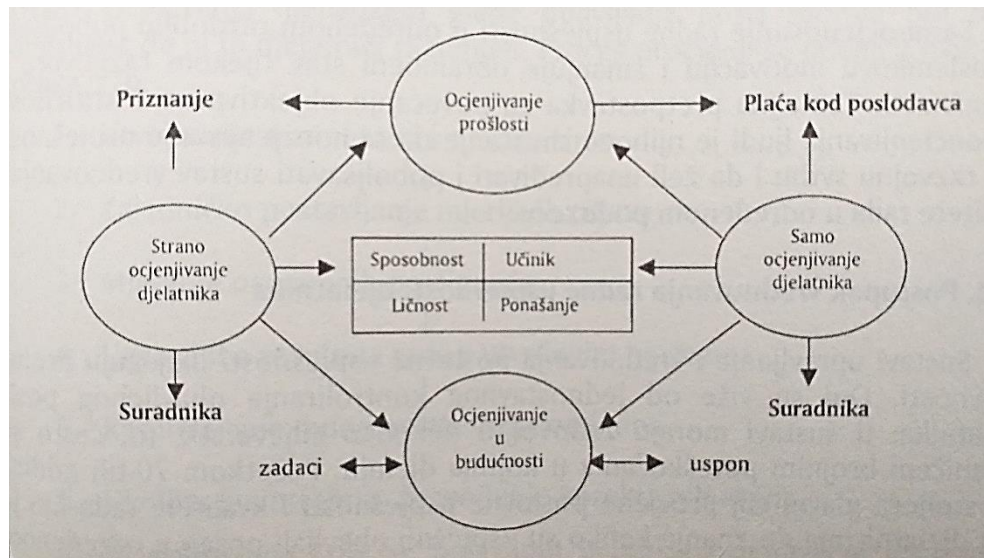 Priznanje
Ocjenjivanje
prošlosti
Plaća kod poslodavca
Strano
ocjenjivanje
djelatnika
Sposobnost
Učinik
Ličnost
Ponašanje
Samo
ocjenjivanje
djelatnika
Suradnika
Suradnika
Ocjenjivanje
u
budućnosti
zadaci
uspon